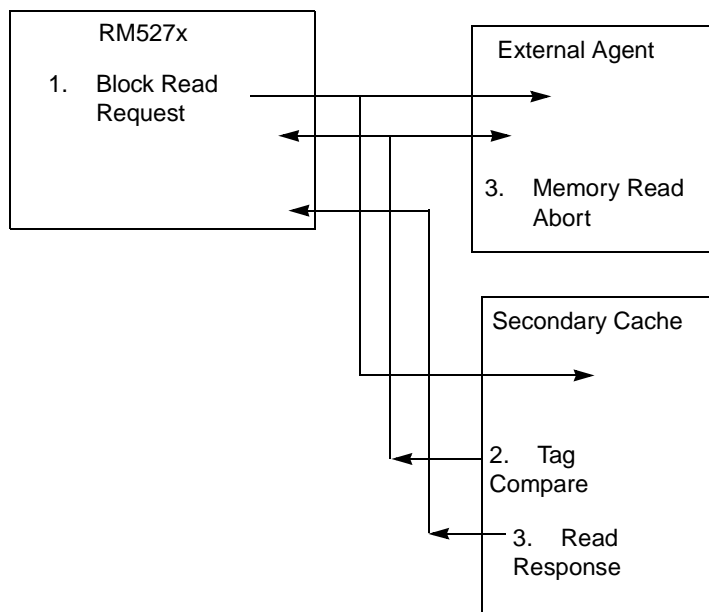 RM527x
1. Block Read
Request
External Agent
3. Memory Read
Abort
Secondary Cache
2. Tag
Compare
3. Read
Response